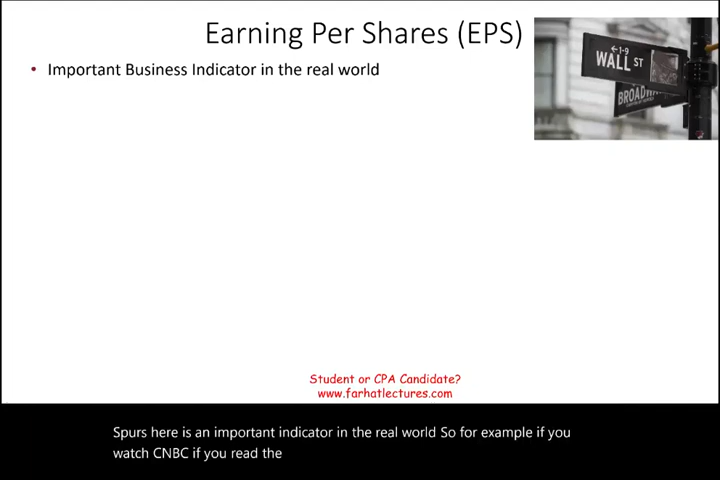 Earning Per Shares (EPS)
• Important Business Indicator in the real world
←1-9
WALL ST
BROADWAY
Student or CPA Candidate?
www.farhatlectures.com
Spurs here is an important indicator in the real world So for example if you
watch CNBC if you read the